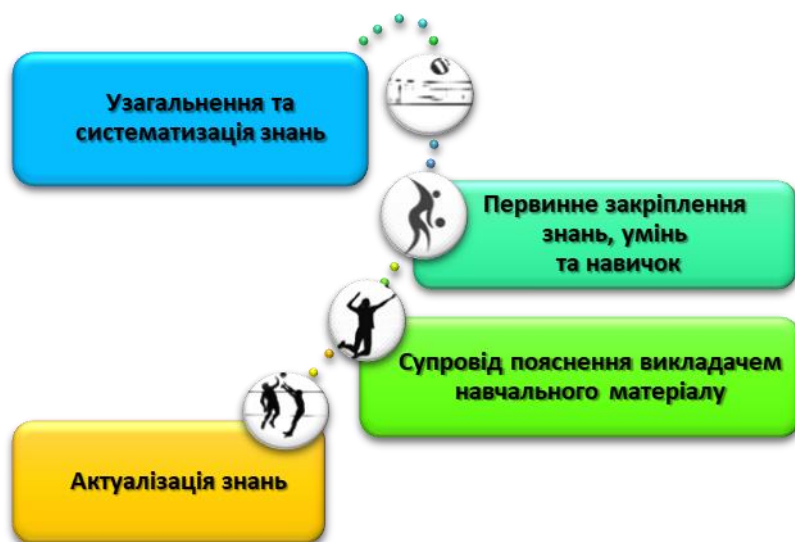 Узагальнення та
систематизація знань
Первинне закріплення
знань, умінь
та навичок
Супровід пояснення викладачем
навчального матеріалу
Актуалізація знань